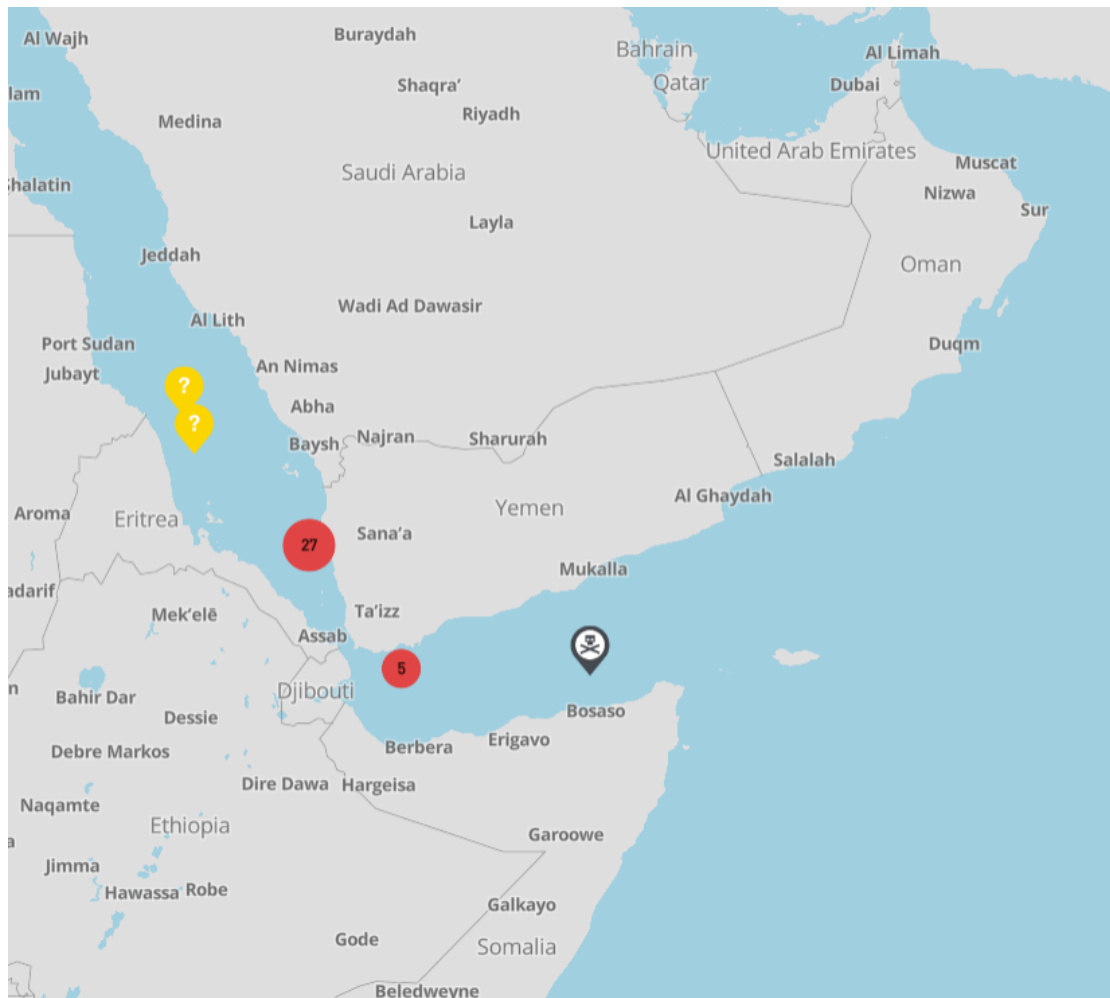 Al Wajh
Buraydah
Bahrain
Al Limah
lam
Shaqra’
Qatar
Dubai
Medina
Riyadh
United Arab Emirates
Muscat
Saudi Arabia
Shalatin
Nizwa
Layla
Sur
Jeddah
Oman
Wadi Ad Dawasir
Al Lith
Port Sudan
Duqm
An Nimas
Jubayt
?
Abha
?
Baysh
Najran
Sharurah
Salalah
Al Ghaydah
Aroma
Eritrea
Yemen
Sana’a
27
Mukalla
adarif
Mek‘elē
Ta‘izz
Assab
5
n
Djibouti
Bahir Dar
Bosaso
Dessie
Erigavo
Berbera
Debre Markos
Dire Dawa
Hargeisa
Naqamte
Ethiopia
Garoowe
a
Jimma
Hawassa
Robe
Galkayo
Gode
Somalia
Beledweyne